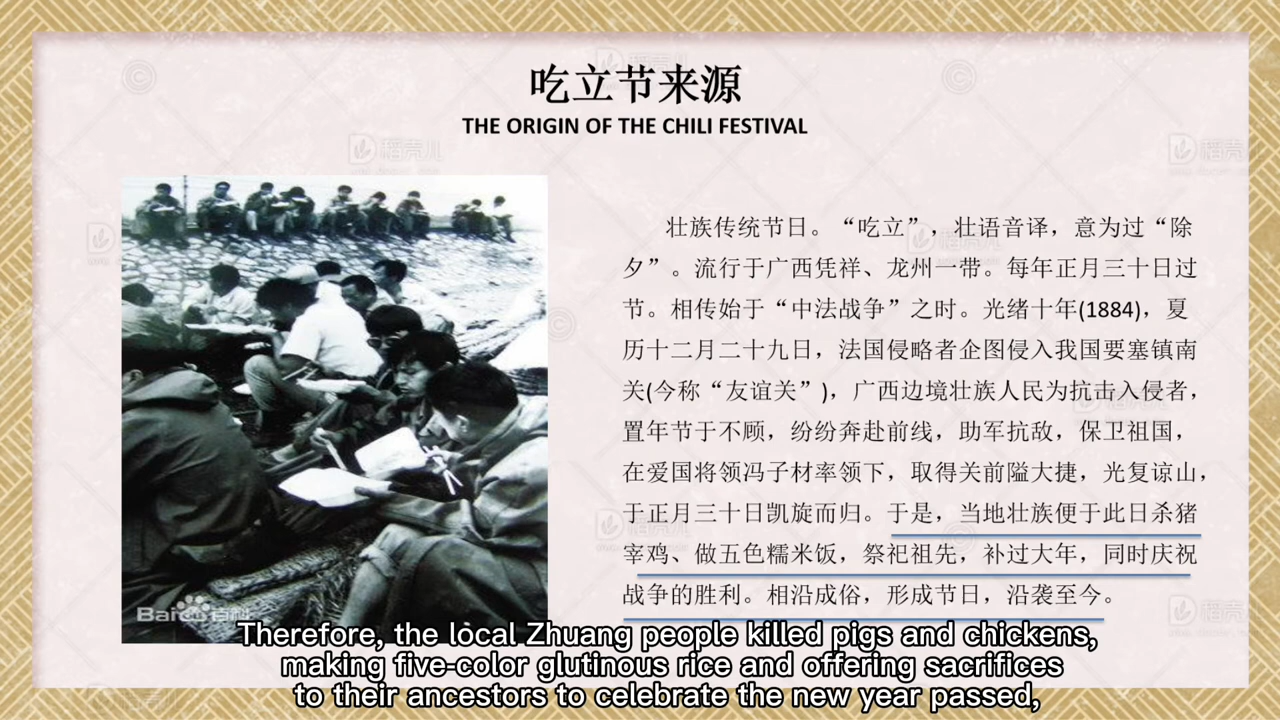 吃立节来源
THE ORIGIN OF THE CHILI FESTIVAL
壮族传统节日。“吃立”，壮语音译，意为过“除
夕”。流行于广西凭祥、龙州一带。每年正月三十日过
节。相传始于“中法战争”之时。光绪十年(1884)，夏
历十二月二十九日，法国侵略者企图侵入我国要塞镇南
关(今称“友谊关”)，广西边境壮族人民为抗击入侵者，
置年节于不顾，纷纷奔赴前线，助军抗敌，保卫祖国，
在爱国将领冯子材率领下，取得关前隘大捷，光复谅山，
于正月三十日凯旋而归。于是，当地壮族便于此日杀猪
宰鸡、做五色糯米饭，祭祀祖先，补过大年，同时庆祝
战争的胜利。相沿成俗，形成节日，沿袭至今。
Baidu百科
Therefore, the local Zhuang people killed pigs and chickens,
making five-color glutinous rice and offering sacrifices
to their ancestors to celebrate the new year passed,
稻壳儿